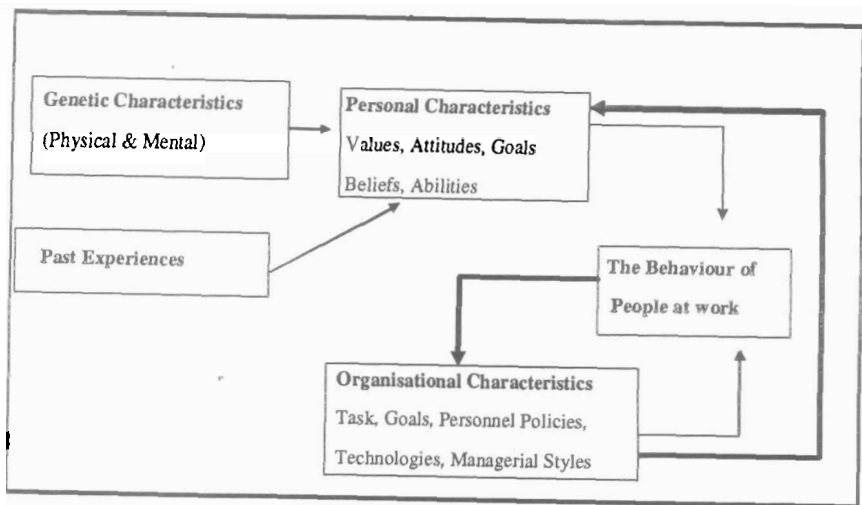 Genetic Characteristics
(Physical & Mental)
Personal Characteristics
Values, Attitudes, Goals
Beliefs, Abilities
Past Experiences
The Behaviour of
People at work
Organisational Characteristics
Task, Goals, Personnel Policies,
Technologies, Managerial Styles